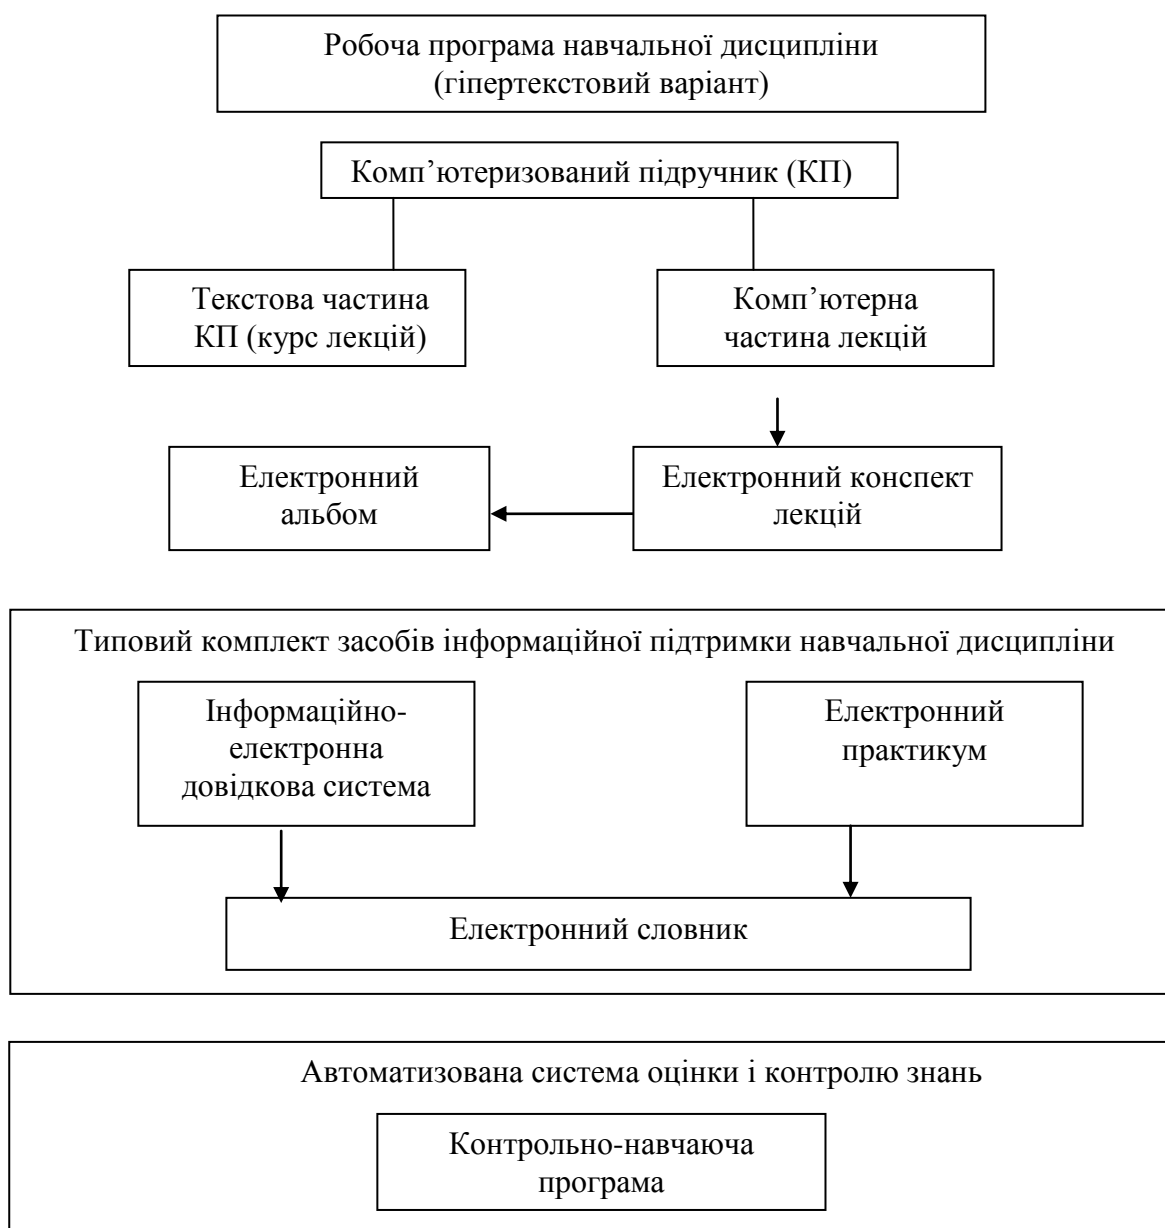 Робоча програма навчальної дисципліни
(гіпертекстовий варіант)
Комп’ютеризований підручник (КП)
Текстова частина
КП (курс лекцій)
Комп’ютерна
частина лекцій
Електронний
альбом
Електронний конспект
лекцій
Типовий комплект засобів інформаційної підтримки навчальної дисципліни
Інформаційно-
електронна
довідкова система
Електронний
практикум
Електронний словник
Автоматизована система оцінки і контролю знань
Контрольно-навчаюча
програма